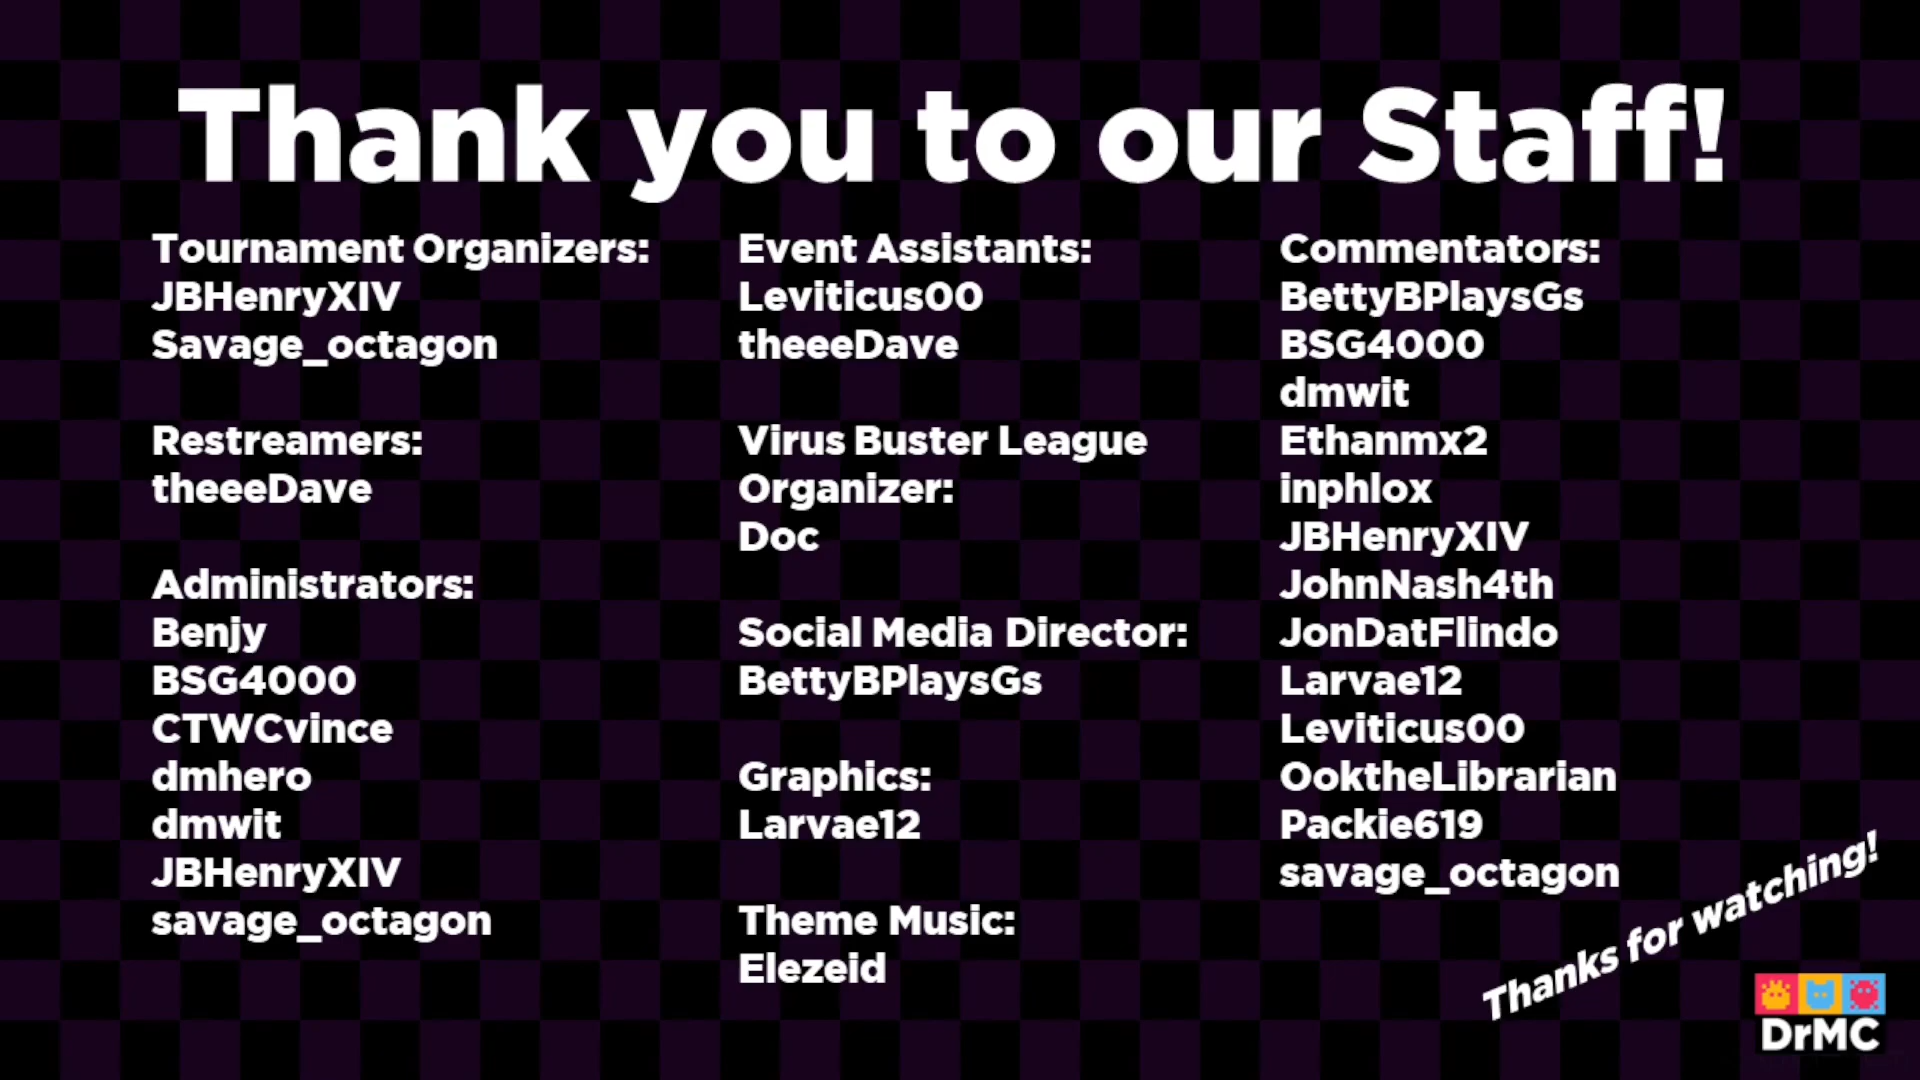 Thank you to our Staff!
Tournament Organizers:
JBHenryXIV
Savage_octagon
Restreamers:
theeeDave
Administrators:
Benjy
BSG4000
CTWCvince
dmhero
dmwit
JBHenryXIV
savage_octagon
Event Assistants:
Leviticus00
theeeDave
Virus Buster League
Organizer:
Doc
Social Media Director:
BettyBPlaysGs
Graphics:
Larvae12
Theme Music:
Elezeid
Commentators:
BettyBPlaysGs
BSG4000
dmwit
Ethanmx2
inphlox
JBHenryXIV
JohnNash4th
JonDatFlindo
Larvae12
Leviticus00
OoktheLibrarian
Packie619
savage_octagon
Thanks for watching!
DrMC